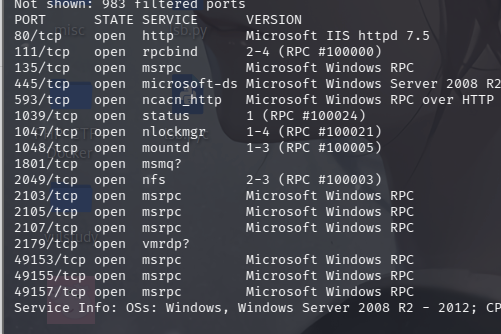 Not shown: 983 filtered ports
PORT STATE SERVICE VERSION
80/tcp open http Microsoft IIS httpd 7.5
111/tcp open rpcbind 2-4 (RPC #100000)
135/tcp open msrpc Microsoft Windows RPC
445/tcp open microsoft-ds Microsoft Windows Server 2008 R2
593/tcp open ncacn_http Microsoft Windows RPC over HTTP
1039/tcp open status 1 (RPC #100024)
1047/tcp open nlockmgr 1-4 (RPC #100021)
1048/tcp open mountd 1-3 (RPC #100005)
1801/tcp open msmq?
2049/tcp open nfs 2-3 (RPC #100003)
2103/tcp open msrpc Microsoft Windows RPC
2105/tcp open msrpc Microsoft Windows RPC
2107/tcp open msrpc Microsoft Windows RPC
2179/tcp open vmrdp?
49153/tcp open msrpc Microsoft Windows RPC
49155/tcp open msrpc Microsoft Windows RPC
49157/tcp open msrpc Microsoft Windows RPC
Service Info: OSs: Windows, Windows Server 2008 R2 - 2012; CP